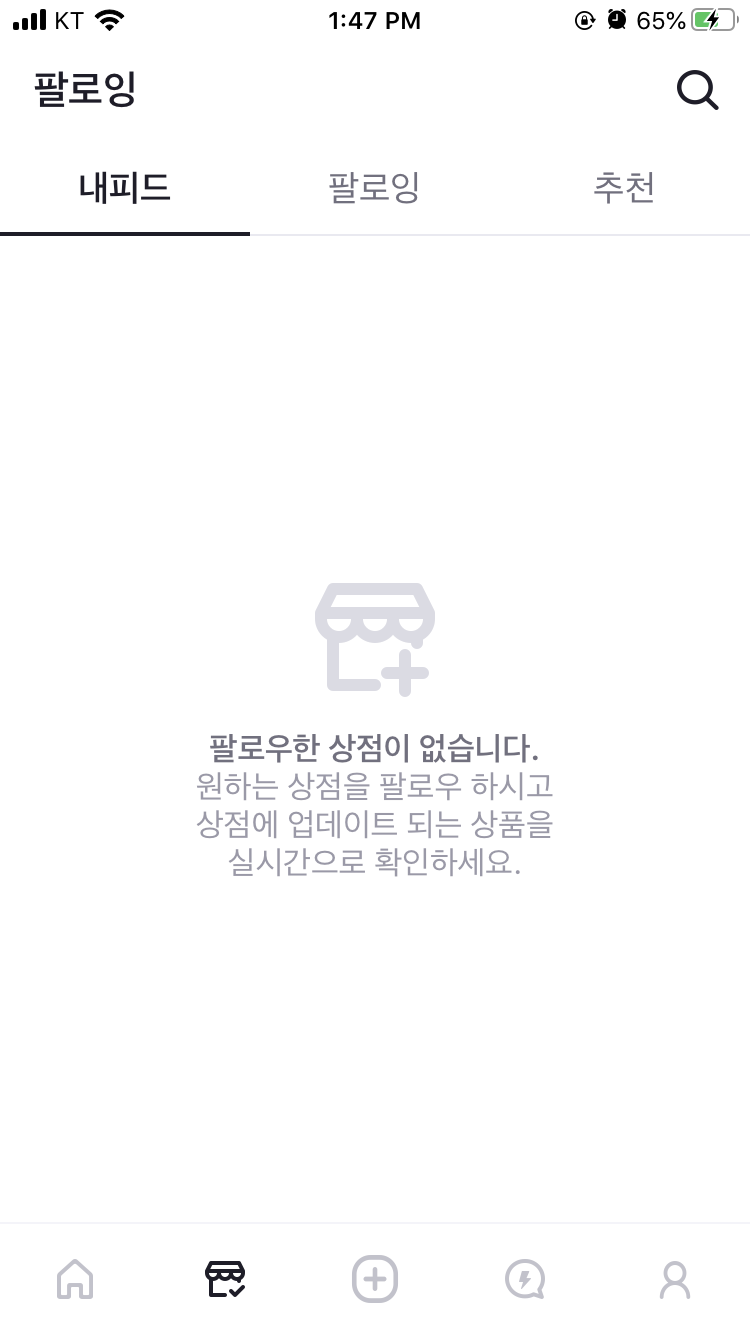 KT 1:47 PM 65%
팔로잉
내피드 팔로잉 추천
팔로우한 상점이 없습니다.
원하는 상점을 팔로우 하시고
상점에 업데이트 되는 상품을
실시간으로 확인하세요.